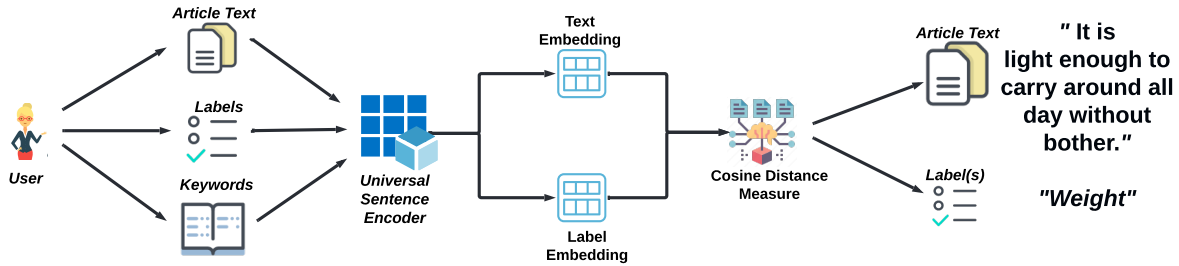 Article Text
Labels
Keywords
User
Universal
Sentence
Encoder
Text
Embedding
Label
Embedding
Cosine Distance
Measure
Article Text
" It is
light enough to
carry around all
day without
bother."
Label(s)
"Weight"